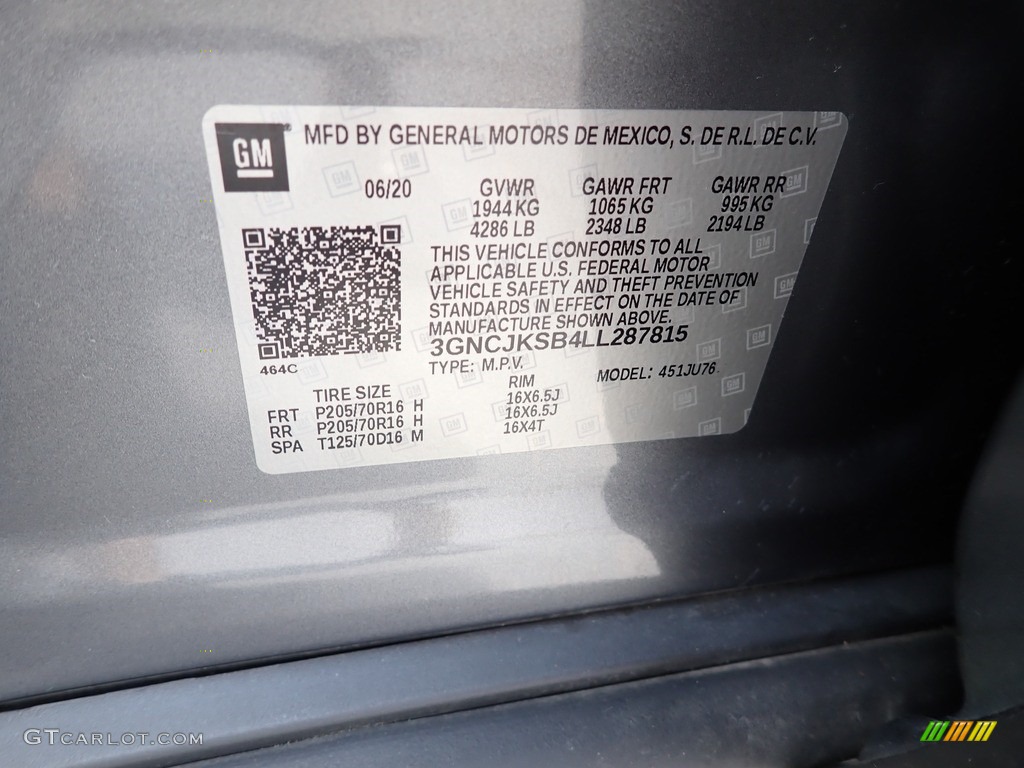 GM
MFD BY GENERAL MOTORS DE MEXICO, S. DE R.L. DE C.V.
06/20 GVWR GAWR FRT GAWR RR
1944 KG 1065 KG 995 KG
4286 LB 2348 LB 2194 LB
THIS VEHICLE CONFORMS TO ALL
APPLICABLE U.S. FEDERAL MOTOR
VEHICLE SAFETY AND THEFT PREVENTION
STANDARDS IN EFFECT ON THE DATE OF
MANUFACTURE SHOWN ABOVE.
3GNCJKSB4LL287815
464C TYPE: M.P.V. MODEL: 451JU76
TIRE SIZE RIM
FRT P205/70R16 H 16X6.5J
RR P205/70R16 H 16X6.5J
SPA T125/70D16 M 16X4T
GTCARLOT.COM